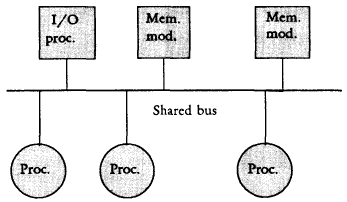 I/O
proc.
Mem.
mod.
Mem.
mod.
Shared bus
Proc.
Proc.
Proc.